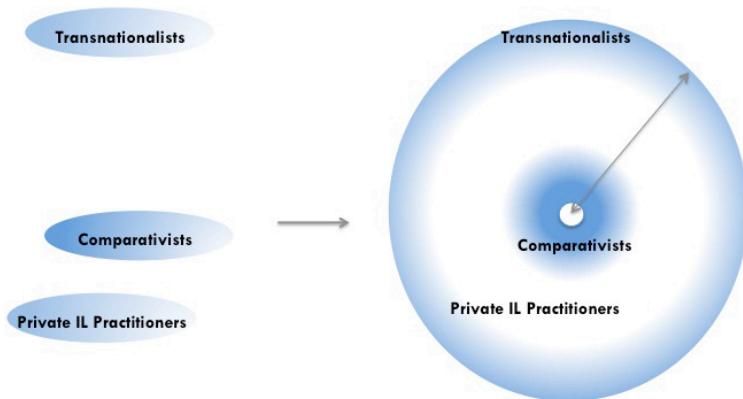 Transnationalists
Comparativists
Private IL Practitioners
Transnationalists
Comparativists
Private IL Practitioners